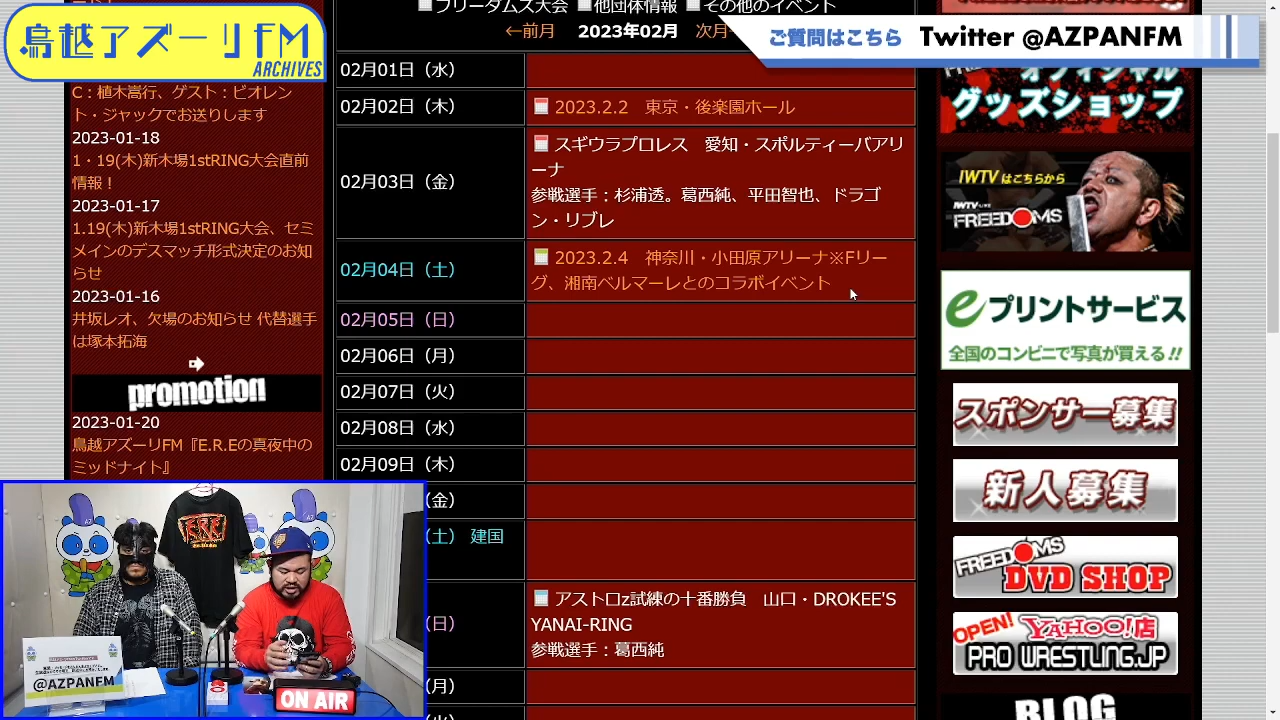 鳥越アズーリFM
ARCHIVES
ご質問はこちら Twitter @AZPANFM
フリーダムス大会 他団体情報 その他のイベント
←前月 2023年02月 次月→
C：植木嵩行、ゲスト：ビオレン
ト・ジャックでお送りします
2023-01-18
1・19(木)新木場1stRING大会直前
情報！
2023-01-17
1.19(木)新木場1stRING大会、セミ
メインのデスマッチ形式決定のお知
らせ
2023-01-16
井坂レオ、欠場のお知らせ 代替選手
は塚本拓海
promotion
2023-01-20
鳥越アズーリFM『E.R.Eの真夜中の
ミッドナイト』
02月01日（水）
02月02日（木）
2023.2.2　東京・後楽園ホール
02月03日（金）
スギウラプロレス　愛知・スポルティーバアリ
ーナ
参戦選手：杉浦透。葛西純、平田智也、ドラゴ
ン・リブレ
02月04日（土）
2023.2.4　神奈川・小田原アリーナ※Fリー
グ、湘南ベルマーレとのコラボイベント
02月05日（日）
02月06日（月）
02月07日（火）
02月08日（水）
02月09日（木）
（金）
（土） 建国
（日）
アストロz試練の十番勝負　山口・DROKEE'S
YANAI-RING
参戦選手：葛西純
（月）
（火）
オフィシャル
グッズショップ
IWTVはこちらから
IWTV LIVE
FREEDOMS
eプリントサービス
全国のコンビニで写真が買える!!
スポンサー募集
新人募集
FREEDOMS
DVD SHOP
OPEN! YAHOO!店
PRO WRESTLING.JP
BLOG
E.R.E
@AZPANFM
ON AIR